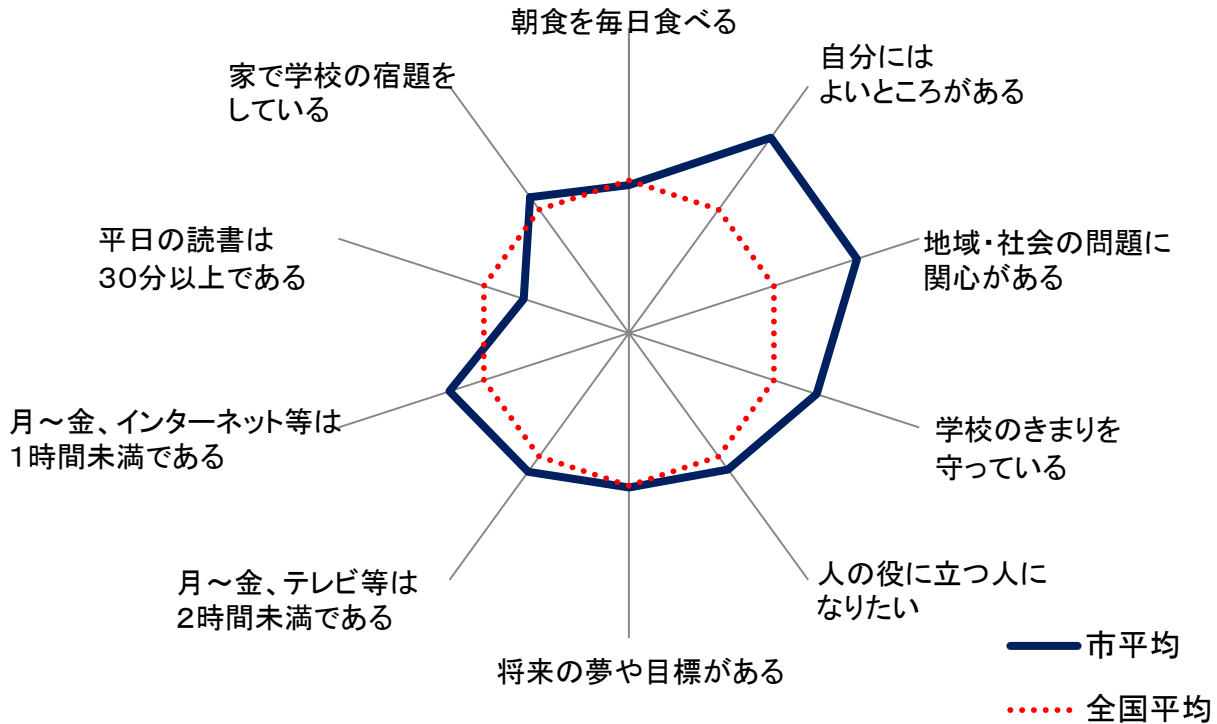 朝食を毎日食べる
自分には
よいところがある
地域・社会の問題に
関心がある
学校のきまりを
守っている
人の役に立つ人に
なりたい
将来の夢や目標がある
月～金、テレビ等は
２時間未満である
月～金、インターネット等は
１時間未満である
平日の読書は
３０分以上である
家で学校の宿題を
している
市平均
全国平均